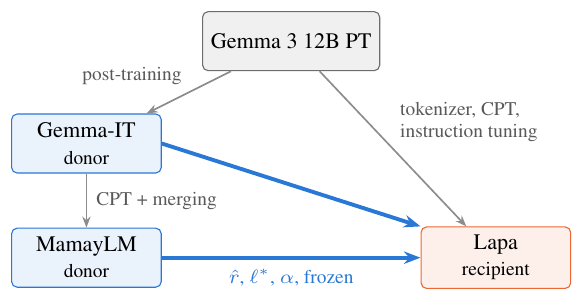 Gemma 3 12B PT
post-training
tokenizer, CPT,
instruction tuning
Gemma-IT
donor
CPT + merging
MamayLM
donor
Lapa
recipient
r̂, ℓ*, α, frozen